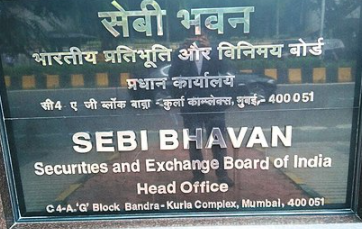 सेबी भवन
भारतीय प्रतिभूति और विनिमय बोर्ड
प्रधान कार्यालये
सी4 ए जी ब्लॉक बान्द्रा -कुर्ला काम्प्लेक्स, मुंबई,- 400 051
SEBI BHAVAN
Securities and Exchange Board of India
Head Office
C 4-A.'G' Block Bandra - Kurla Complex, Mumbai, 400 051